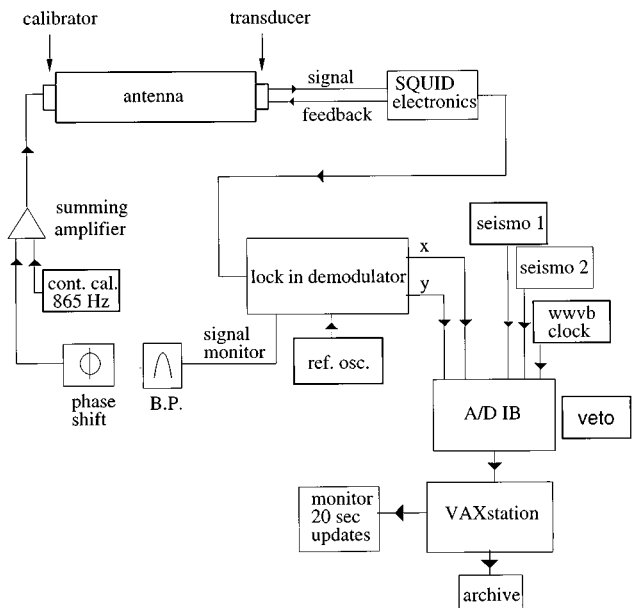 calibrator
transducer
antenna
signal
feedback
SQUID
electronics
summing
amplifier
cont. cal.
865 Hz
phase
shift
B.P.
signal
monitor
lock in demodulator
x
y
ref. osc.
seismo 1
seismo 2
wwvb
clock
A/D IB
veto
VAXstation
monitor
20 sec
updates
archive